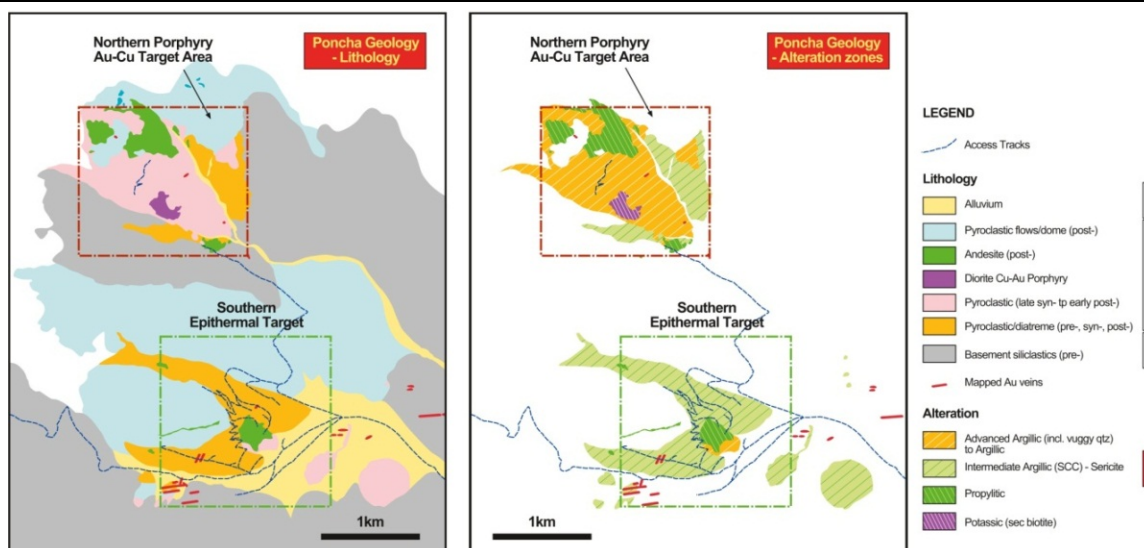 Northern Porphyry
Au-Cu Target Area
Poncha Geology
- Lithology
Southern
Epithermal Target
1km
Northern Porphyry
Au-Cu Target Area
Poncha Geology
- Alteration zones
Southern
Epithermal Target
1km
LEGEND
Access Tracks
Lithology
Alluvium
Pyroclastic flows/dome (post-)
Andesite (post-)
Diorite Cu-Au Porphyry
Pyroclastic (late syn- tp early post-)
Pyroclastic/diatreme (pre-, syn-, post-)
Basement siliclastics (pre-)
Mapped Au veins
Alteration
Advanced Argillic (incl. vuggy qtz)
to Argillic
Intermediate Argillic (SCC) - Sericite
Propylitic
Potassic (sec biotite)